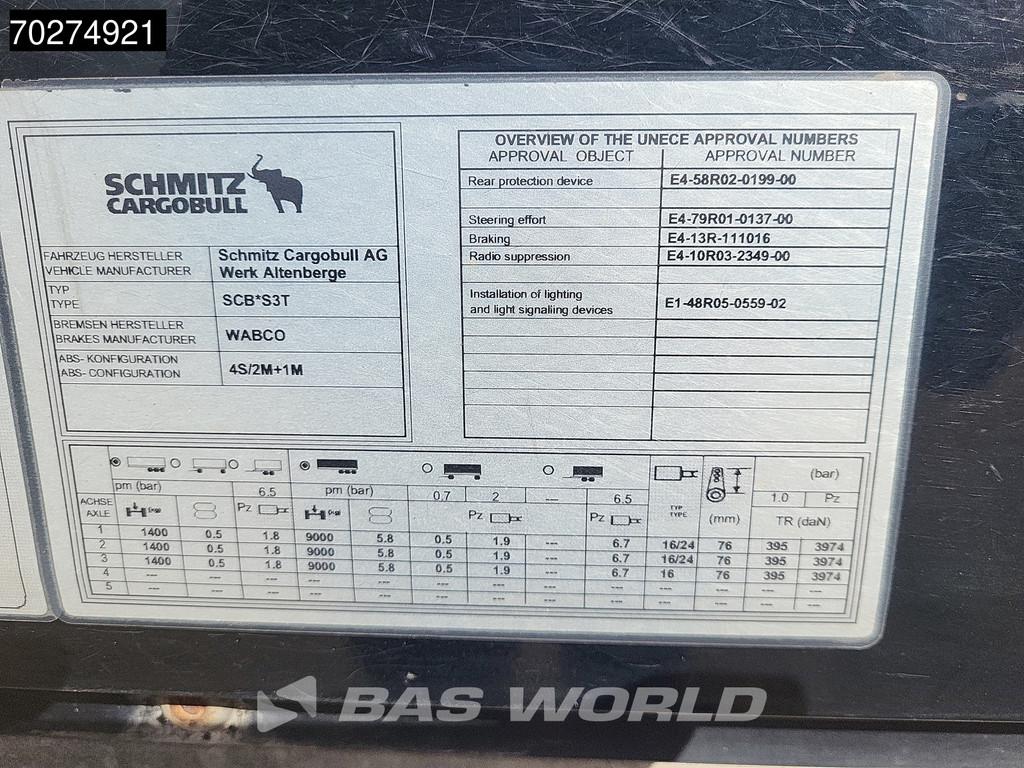 70274921
SCHMITZ
CARGOBULL
FAHRZEUG HERSTELLER
VEHICLE MANUFACTURER
Schmitz Cargobull AG
Werk Altenberge
TYP
TYPE
SCB*S3T
BREMSEN HERSTELLER
BRAKES MANUFACTURER
WABCO
ABS- KONFIGURATION
ABS- CONFIGURATION
4S/2M+1M
OVERVIEW OF THE UNECE APPROVAL NUMBERS
APPROVAL OBJECT APPROVAL NUMBER
Rear protection device E4-58R02-0199-00
Steering effort E4-79R01-0137-00
Braking E4-13R-111016
Radio suppression E4-10R03-2349-00
Installation of lighting
and light signalling devices
E1-48R05-0559-02
pm (bar) 6.5 pm (bar) 0.7 2 --- 6.5 (bar)
1.0 Pz
ACHSE
AXLE
Pz Pz Pz TYP
TYPE
(mm) TR (daN)
1 1400 0.5 1.8 9000 5.8 0.5 1.9 --- 6.7 16/24 76 395 3974
2 1400 0.5 1.8 9000 5.8 0.5 1.9 --- 6.7 16/24 76 395 3974
3 1400 0.5 1.8 9000 5.8 0.5 1.9 --- 6.7 16 76 395 3974
4 --- --- --- --- --- --- --- --- --- --- --- --- ---
5 --- --- --- --- --- --- --- --- --- --- --- --- ---
BAS WORLD